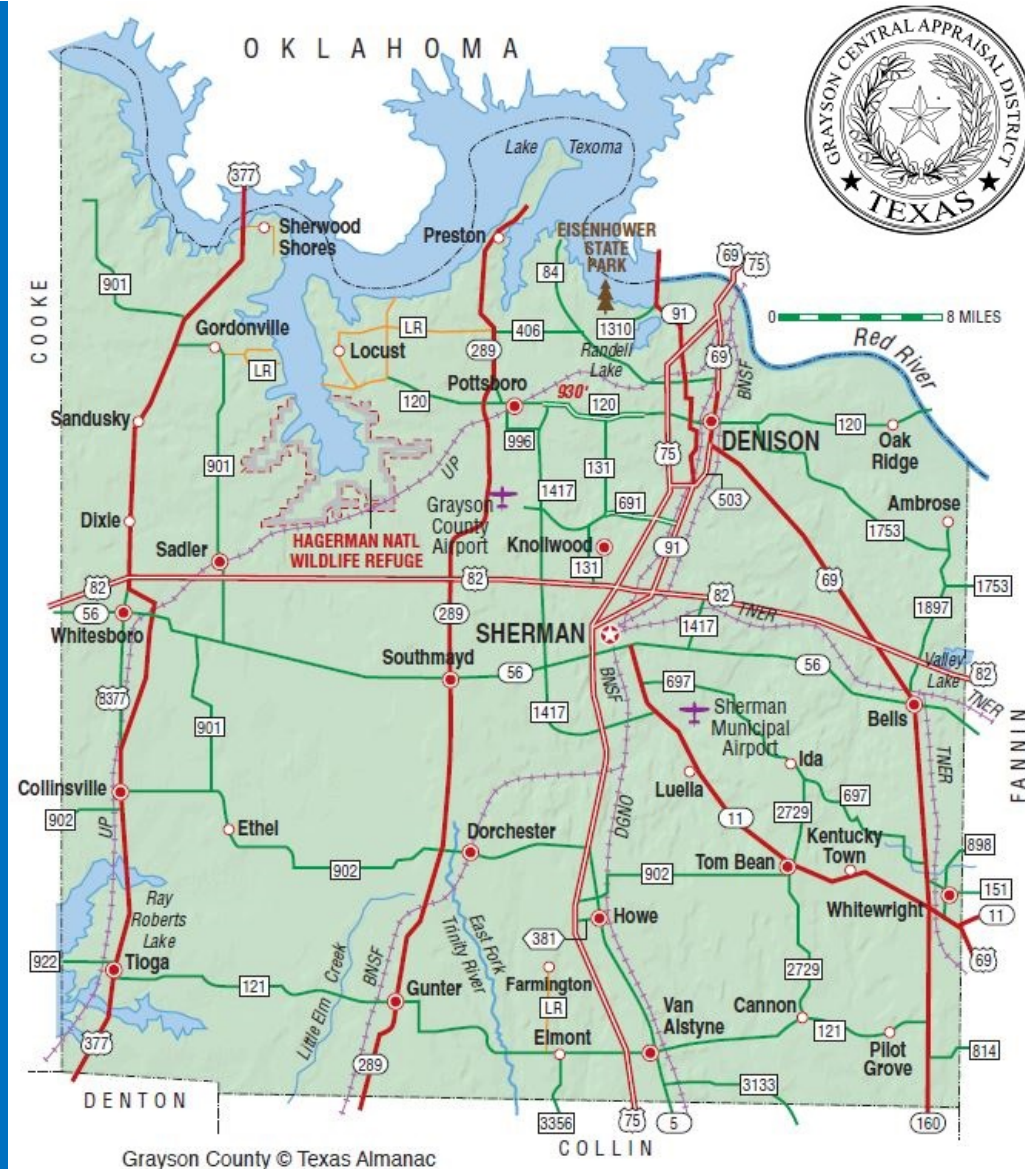 OKLAHOMA
GRAYSON CENTRAL APPRAISAL DISTRICT
TEXAS
Lake Texoma
377
Sherwood
Shores
Preston
EISENHOWER
STATE
PARK
69
75
84
901
COOKE
Gordonville
LR
Locust
LR
406
289
1310
91
0
8 MILES
Randell
Lake
Red River
69
BNSF
Pottsboro
930'
120
120
Sandusky
DENISON
120
Oak
Ridge
996
901
UP
131
75
1417
503
Ambrose
Dixie
Grayson
County
Airport
691
1753
HAGERMAN NATL
WILDLIFE REFUGE
Sadler
Knollwood
91
131
69
82
82
82
1753
1897
56
Whitesboro
289
TNER
SHERMAN
1417
Southmayd
56
56
Valley
Lake
82
TNER
8377
BNSF
697
Bells
901
1417
Sherman
Municipal
Airport
TNER
FANNIN
Ida
Collinsville
Luella
697
902
UP
DGNO
2729
11
Ethel
Dorchester
Kentucky
Town
898
Tom Bean
902
902
151
Ray
Roberts
Lake
Whitewright
11
Howe
381
69
922
Tioga
Little Elm Creek
BNSF
East Fork
Trinity River
2729
121
Gunter
Farmington
LR
Van
Alstyne
Cannon
121
Elmont
Pilot
Grove
377
289
814
3133
DENTON
3356
75
5
160
COLLIN
Grayson County © Texas Almanac